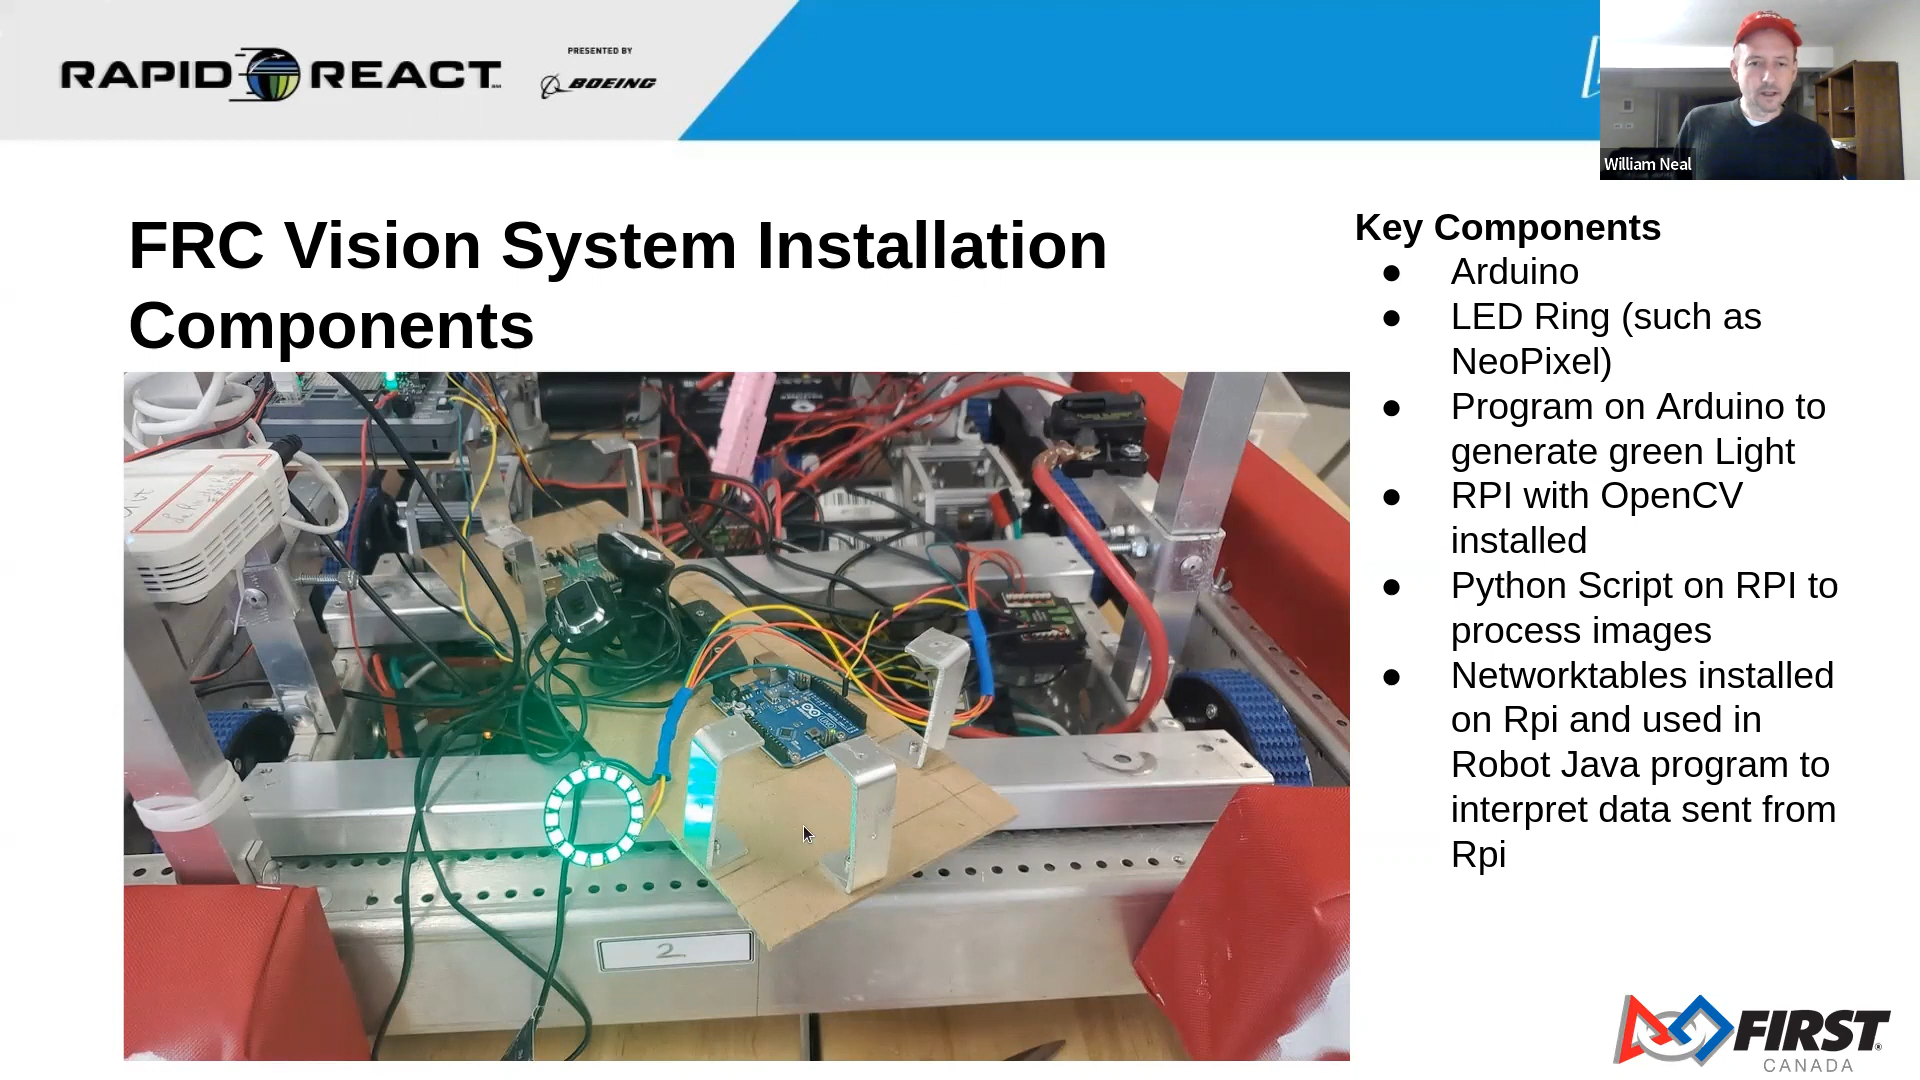 RAPID REACT
PRESENTED BY
BOEING
William Neal
FRC Vision System Installation
Components
Key Components
● Arduino
● LED Ring (such as
NeoPixel)
● Program on Arduino to
generate green Light
● RPI with OpenCV
installed
● Python Script on RPI to
process images
● Networktables installed
on Rpi and used in
Robot Java program to
interpret data sent from
Rpi
2
FIRST®
CANADA